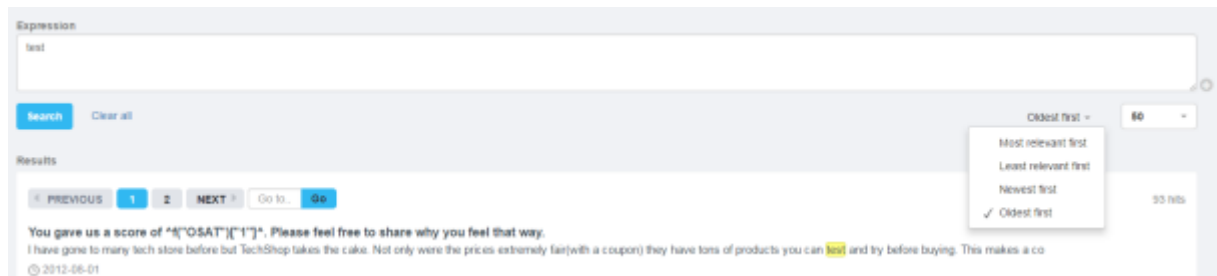 Expression
test
Search Clear all Oldest first 50
Most relevant first
Least relevant first
Newest first
Oldest first
Results
PREVIOUS 1 2 NEXT Go to.. Go 93 hits
You gave us a score of ^f("OSAT")["1"]^. Please feel free to share why you feel that way.
I have gone to many tech store before but TechShop takes the cake. Not only were the prices extremely fair(with a coupon) they have tons of products you can test and try before buying. This makes a co
2012-06-01